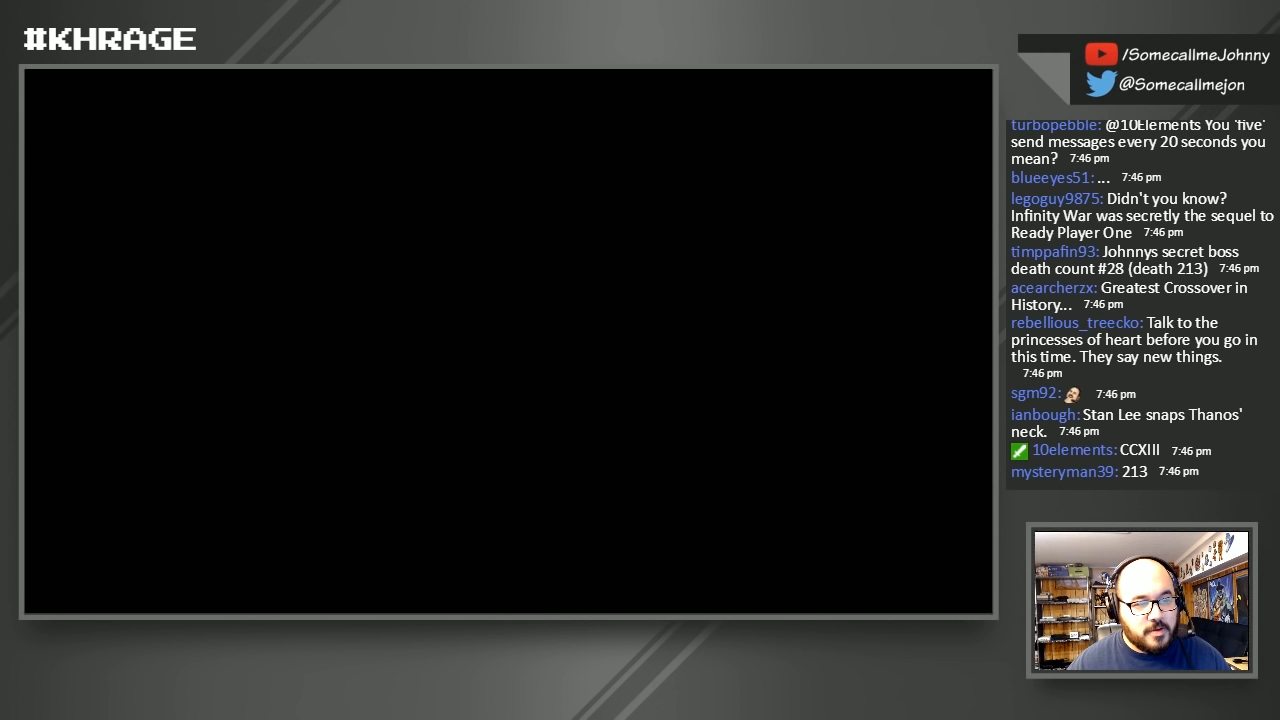 #KHRAGE
/SomecallmeJohnny
@Somecallmejon
turbopebble: @10Elements You 'five'
send messages every 20 seconds you
mean? 7:46 pm
blueeyes51: ... 7:46 pm
legoguy9875: Didn't you know?
Infinity War was secretly the sequel to
Ready Player One 7:46 pm
timppafin93: Johnnys secret boss
death count #28 (death 213) 7:46 pm
acearcherzx: Greatest Crossover in
History... 7:46 pm
rebellious_treecko: Talk to the
princesses of heart before you go in
this time. They say new things.
7:46 pm
sgm92: 7:46 pm
ianbough: Stan Lee snaps Thanos'
neck. 7:46 pm
10elements: CCXIII 7:46 pm
mysteryman39: 213 7:46 pm